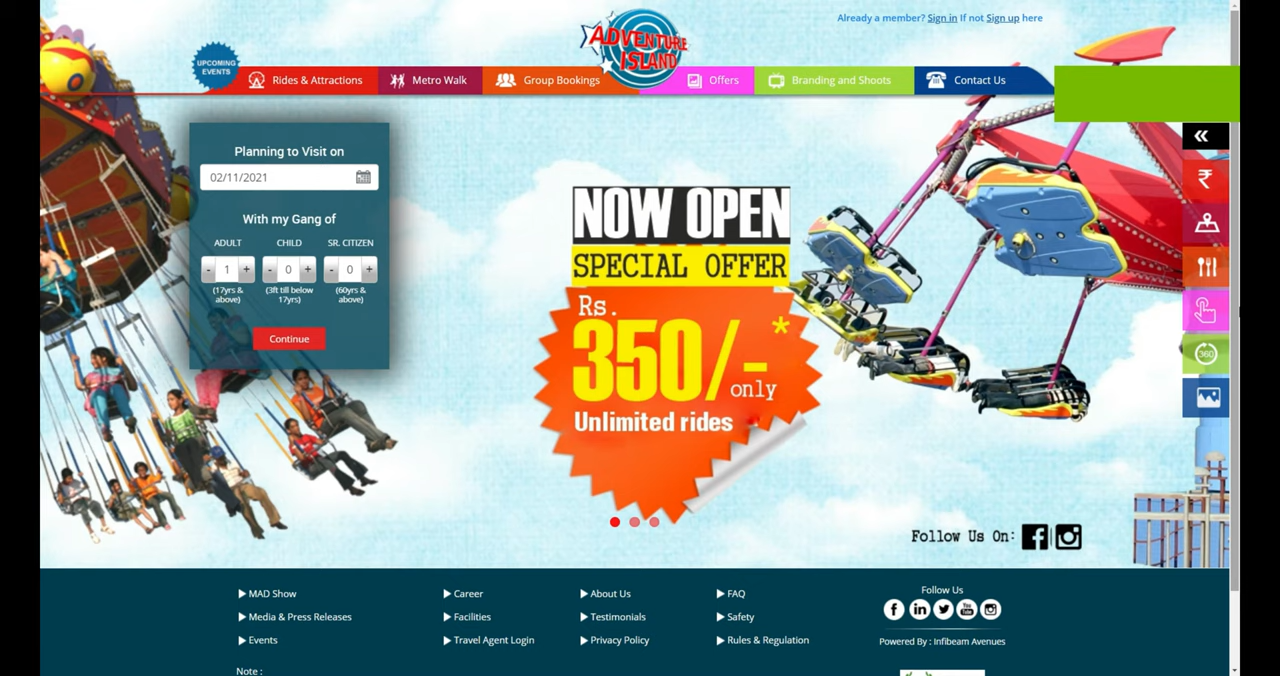 Already a member? Sign in If not Sign up here
ADVENTURE
ISLAND
UPCOMING
EVENTS
Rides & Attractions
Metro Walk
Group Bookings
Offers
Branding and Shoots
Contact Us
Planning to Visit on
02/11/2021
With my Gang of
ADULT CHILD SR. CITIZEN
- 1 + - 0 + - 0 +
(17yrs & above)
(3ft till below 17yrs)
(60yrs & above)
Continue
NOW OPEN
SPECIAL OFFER
Rs.
350/-*
only
Unlimited rides
360
Follow Us On:
MAD Show
Media & Press Releases
Events
Career
Facilities
Travel Agent Login
About Us
Testimonials
Privacy Policy
FAQ
Safety
Rules & Regulation
Follow Us
Powered By : Infibeam Avenues
Note :